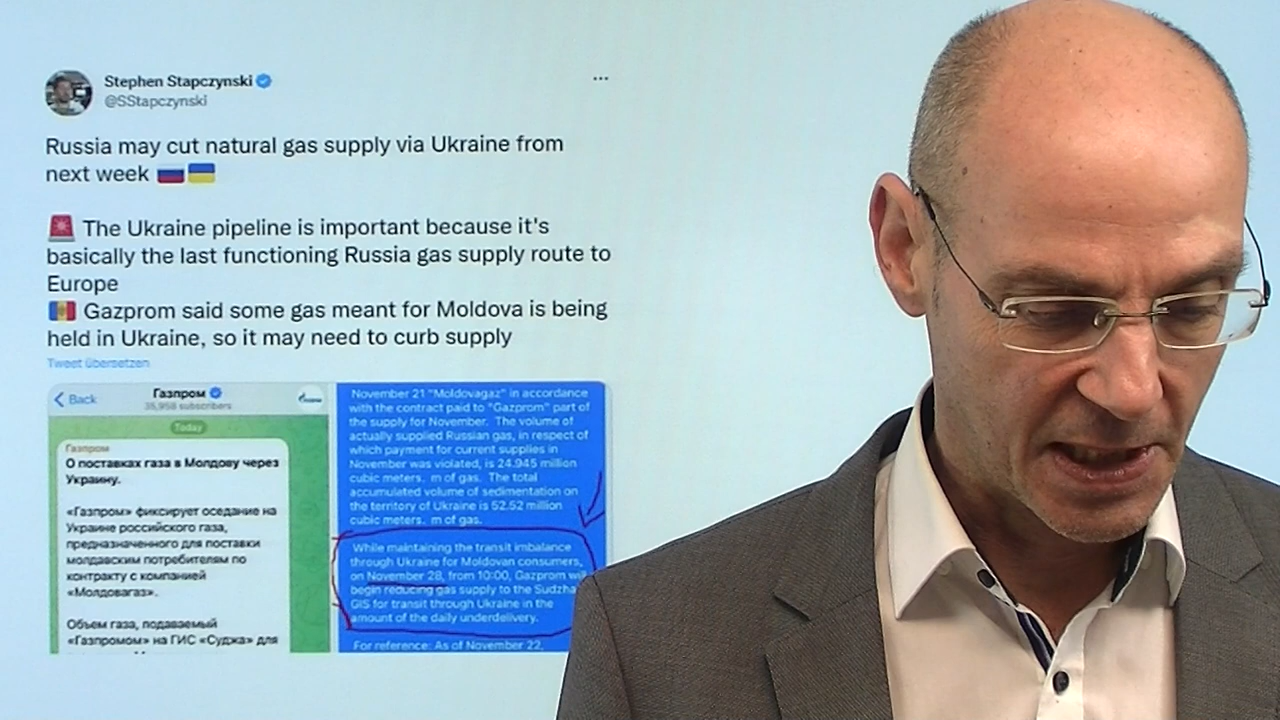 Stephen Stapczynski
@SStapczynski
...
Russia may cut natural gas supply via Ukraine from
next week
The Ukraine pipeline is important because it's
basically the last functioning Russia gas supply route to
Europe
Gazprom said some gas meant for Moldova is being
held in Ukraine, so it may need to curb supply
Tweet übersetzen
Back
Газпром
35,958 subscribers
Today
Газпром
О поставках газа в Молдову через
Украину.
«Газпром» фиксирует оседание на
Украине российского газа,
предназначенного для поставки
молдавским потребителям по
контракту с компанией
«Молдовагаз».
Объем газа, подаваемый
«Газпромом» на ГИС «Суджа» для
November 21 "Moldovagaz" in accordance
with the contract paid to "Gazprom" part of
the supply for November. The volume of
actually supplied Russian gas, in respect of
which payment for current supplies in
November was violated, is 24.945 million
cubic meters. m of gas. The total
accumulated volume of sedimentation on
the territory of Ukraine is 52.52 million
cubic meters. m of gas.
While maintaining the transit imbalance
through Ukraine for Moldovan consumers,
on November 28, from 10:00, Gazprom will
begin reducing gas supply to the Sudzha
GIS for transit through Ukraine in the
amount of the daily underdelivery.
For reference: As of November 22,